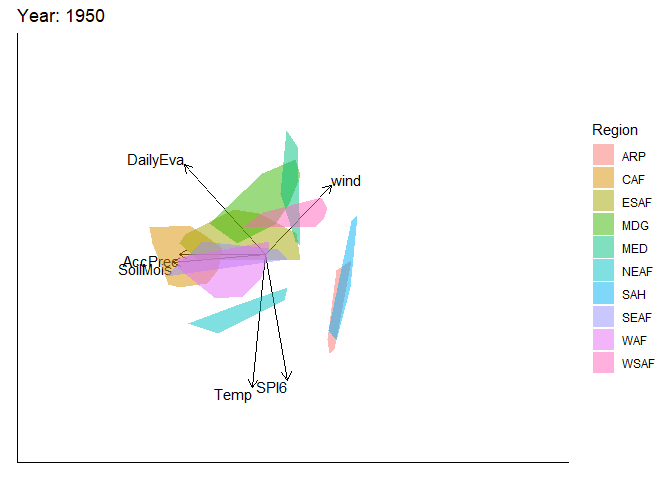 Year: 1950
DailyEva
wind
AccPrec
SoilMois
Temp
SPI6
Region
ARP
CAF
ESAF
MDG
MED
NEAF
SAH
SEAF
WAF
WSAF